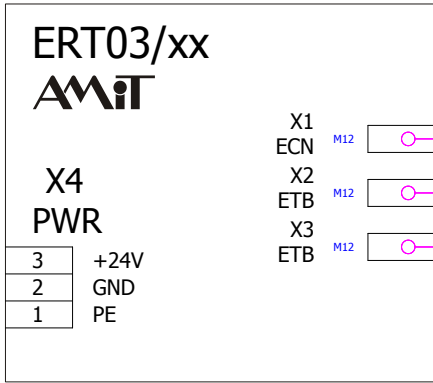 ERT03/xx
AMiT
X1
ECN M12
X2
ETB M12
X3
ETB M12
X4
PWR
3 +24V
2 GND
1 PE